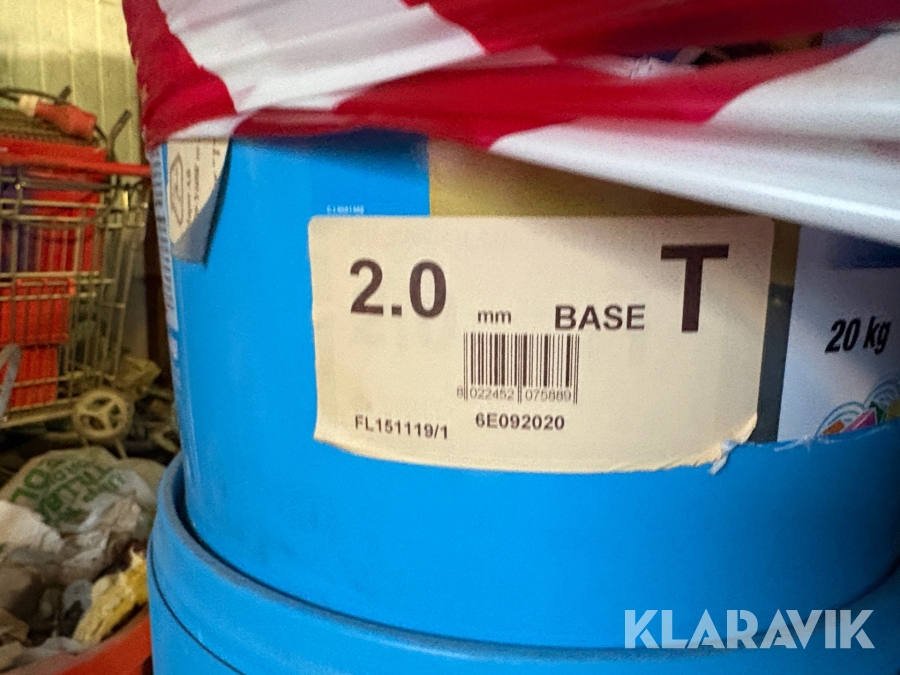 2.0 mm BASE T
8 022452 075889
FL151119/1 6E092020
20 kg
KLARAVIK